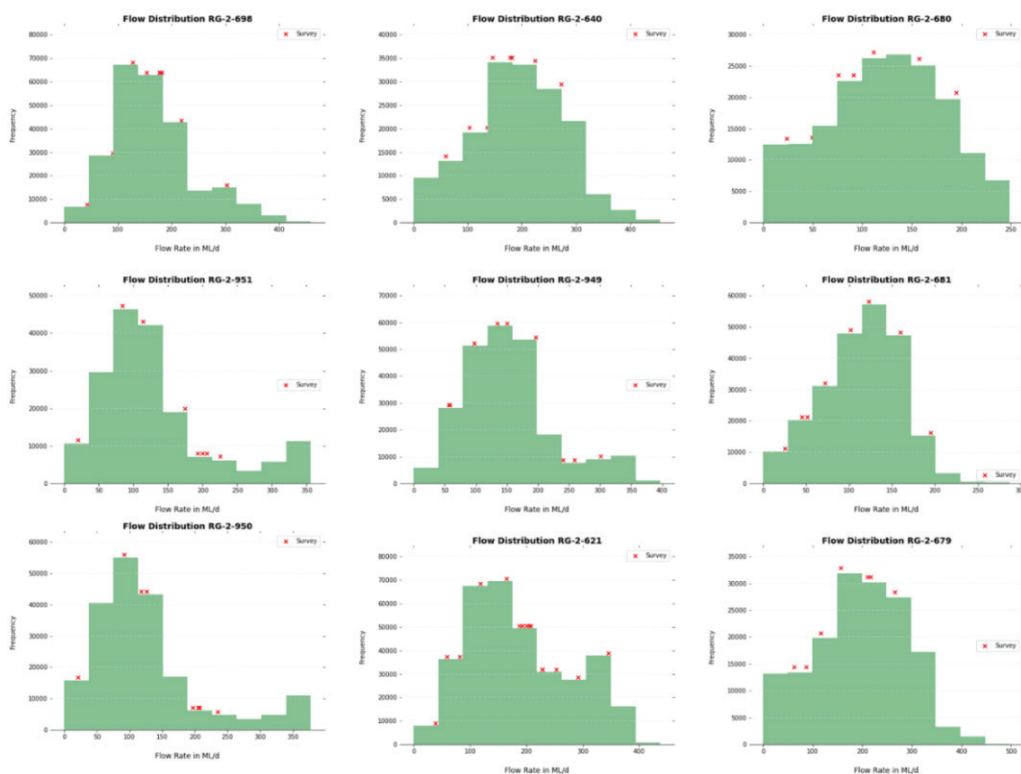 Flow Distribution RG-2-698
Survey
80000
70000
60000
50000
40000
30000
20000
10000
0
Frequency
0 100 200 300 400
Flow Rate in ML/d
Flow Distribution RG-2-640
Survey
40000
35000
30000
25000
20000
15000
10000
5000
0
Frequency
0 100 200 300 400
Flow Rate in ML/d
Flow Distribution RG-2-680
Survey
30000
25000
20000
15000
10000
5000
0
Frequency
0 50 100 150 200 250
Flow Rate in ML/d
Flow Distribution RG-2-951
50000
40000
30000
20000
10000
0
Frequency
Survey
0 50 100 150 200 250 300 350
Flow Rate in ML/d
Flow Distribution RG-2-949
70000
60000
50000
40000
30000
20000
10000
0
Frequency
Survey
0 100 200 300 400
Flow Rate in ML/d
Flow Distribution RG-2-681
60000
50000
40000
30000
20000
10000
0
Frequency
Survey
0 50 100 150 200 250 300
Flow Rate in ML/d
Flow Distribution RG-2-950
Survey
60000
50000
40000
30000
20000
10000
0
Frequency
0 50 100 150 200 250 300 350
Flow Rate in ML/d
Flow Distribution RG-2-621
Survey
80000
70000
60000
50000
40000
30000
20000
10000
0
Frequency
0 100 200 300 400
Flow Rate in ML/d
Flow Distribution RG-2-679
35000
30000
25000
20000
15000
10000
5000
0
Frequency
Survey
0 100 200 300 400 500
Flow Rate in ML/d